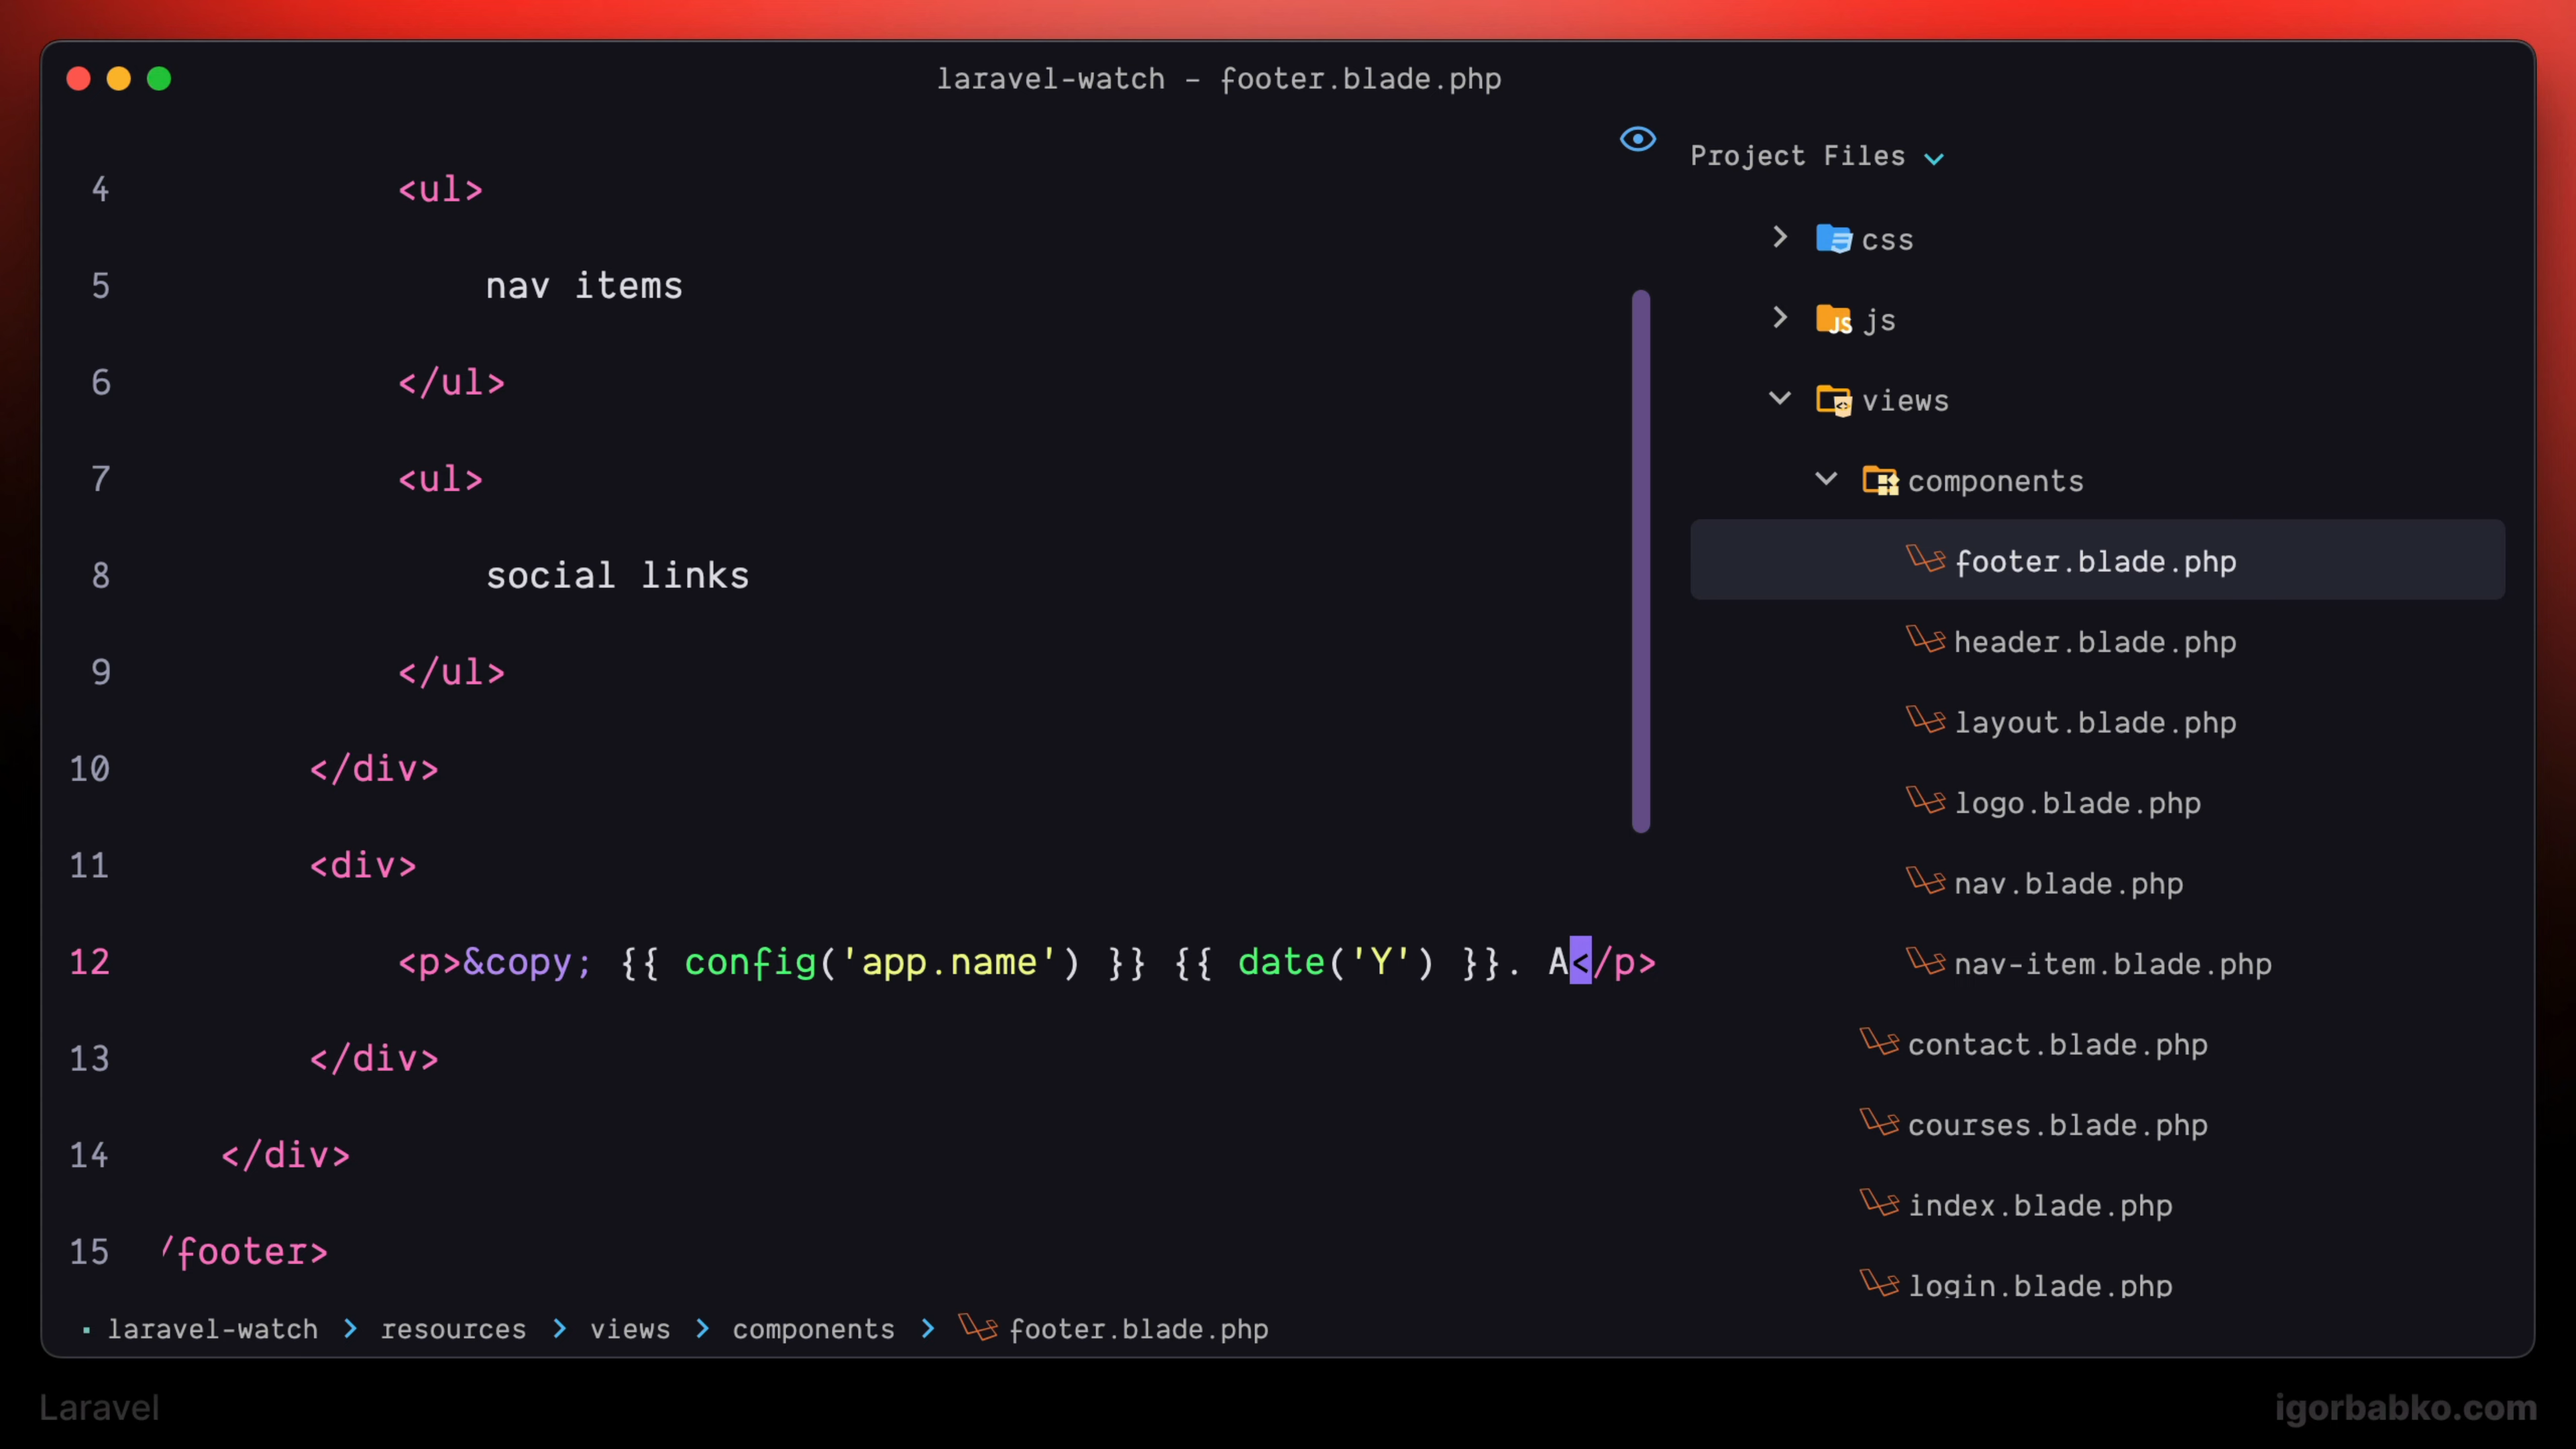 laravel-watch – footer.blade.php
4 <ul>
5 nav items
6 </ul>
7 <ul>
8 social links
9 </ul>
10 </div>
11 <div>
12 <p>&copy; {{ config('app.name') }} {{ date('Y') }}. A</p>
13 </div>
14 </div>
15 /footer>
Project Files
css
JS js
views
components
footer.blade.php
header.blade.php
layout.blade.php
logo.blade.php
nav.blade.php
nav-item.blade.php
contact.blade.php
courses.blade.php
index.blade.php
login.blade.php
laravel-watch > resources > views > components > footer.blade.php
Laravel
igorbabko.com